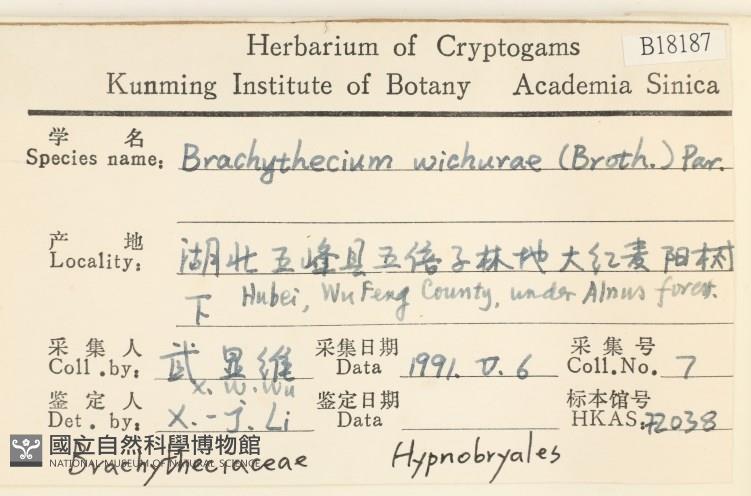 Herbarium of Cryptogams
B18187
Kunming Institute of Botany Academia Sinica
学 名
Species name: Brachythecium wichurae (Broth.) Par.
产 地
Locality: 湖北五峰县五倍子林地大红麦阳树
下 Hubei, Wu Feng County, under Alnus forest.
采 集 人 武显维 采集日期 采 集 号
Coll. by: X. W. Wu Data 1991. V. 6 Coll. No. 7
鉴 定 人 鉴定日期 标本馆号
Det. by: X.-J. Li Data HKAS: 72038
國立自然科學博物館
NATIONAL MUSEUM OF NATURAL SCIENCE
Brachytheciaceae Hypnobryales